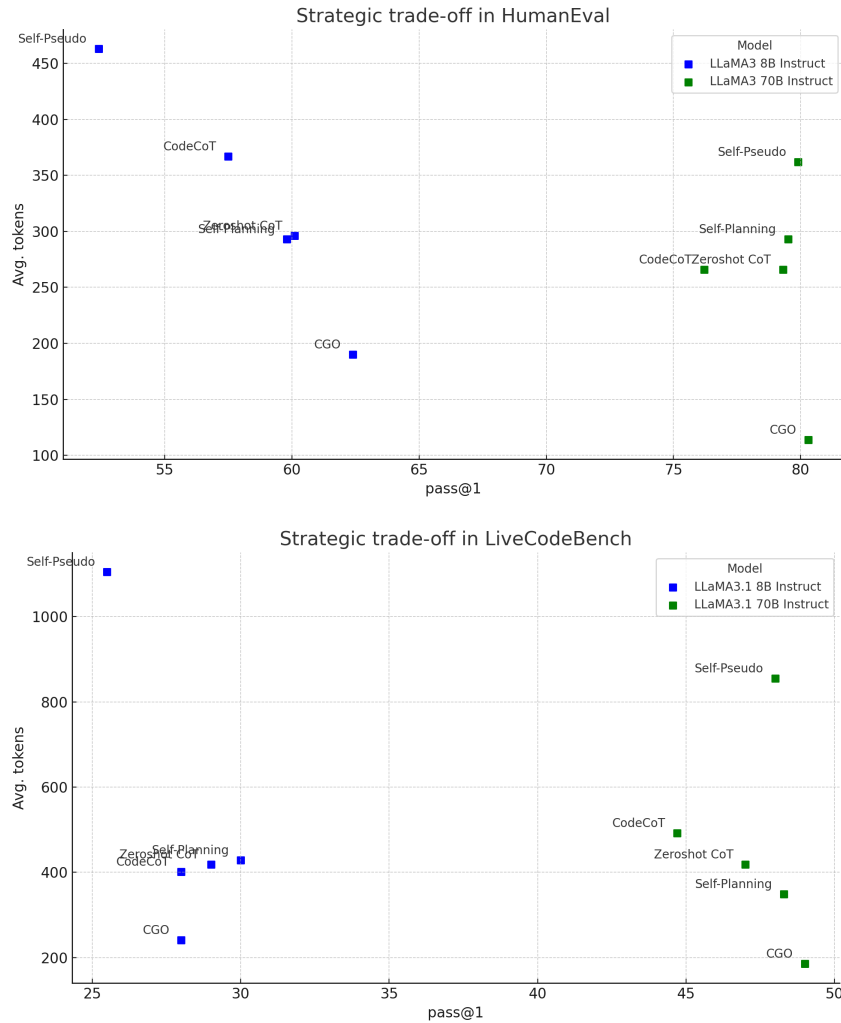 Strategic trade-off in HumanEval
Model
LLaMA3 8B Instruct
LLaMA3 70B Instruct
Avg. tokens
450
400
350
300
250
200
150
100
Self-Pseudo
CodeCoT
Zeroshot CoT
Self-Planning
CGO
Self-Pseudo
Self-Planning
CodeCoT
Zeroshot CoT
CGO
55
60
65
70
75
80
pass@1
Strategic trade-off in LiveCodeBench
Model
LLaMA3.1 8B Instruct
LLaMA3.1 70B Instruct
Avg. tokens
1000
800
600
400
200
Self-Pseudo
Self-Planning
Zeroshot CoT
CodeCoT
CGO
Self-Pseudo
CodeCoT
Zeroshot CoT
Self-Planning
CGO
25
30
35
40
45
50
pass@1